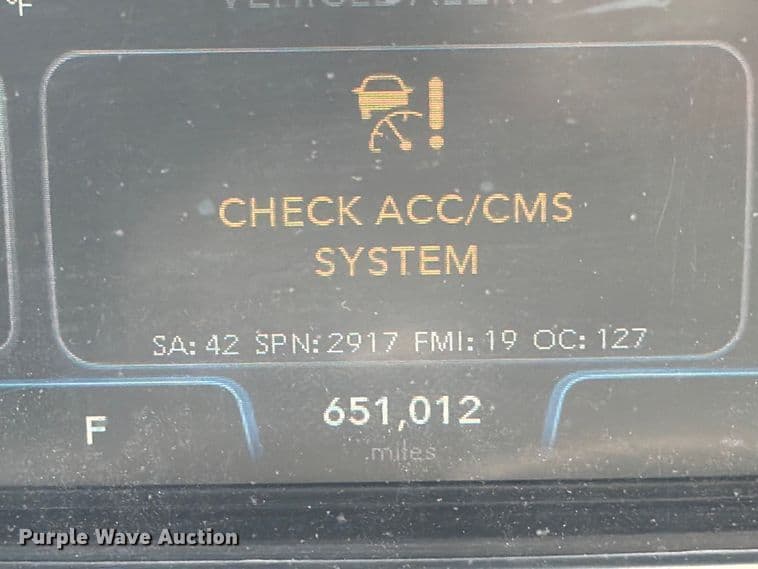 °F
CHECK ACC/CMS
SYSTEM
SA: 42 SPN: 2917 FMI: 19 OC: 127
F
651,012
miles
Purple Wave Auction